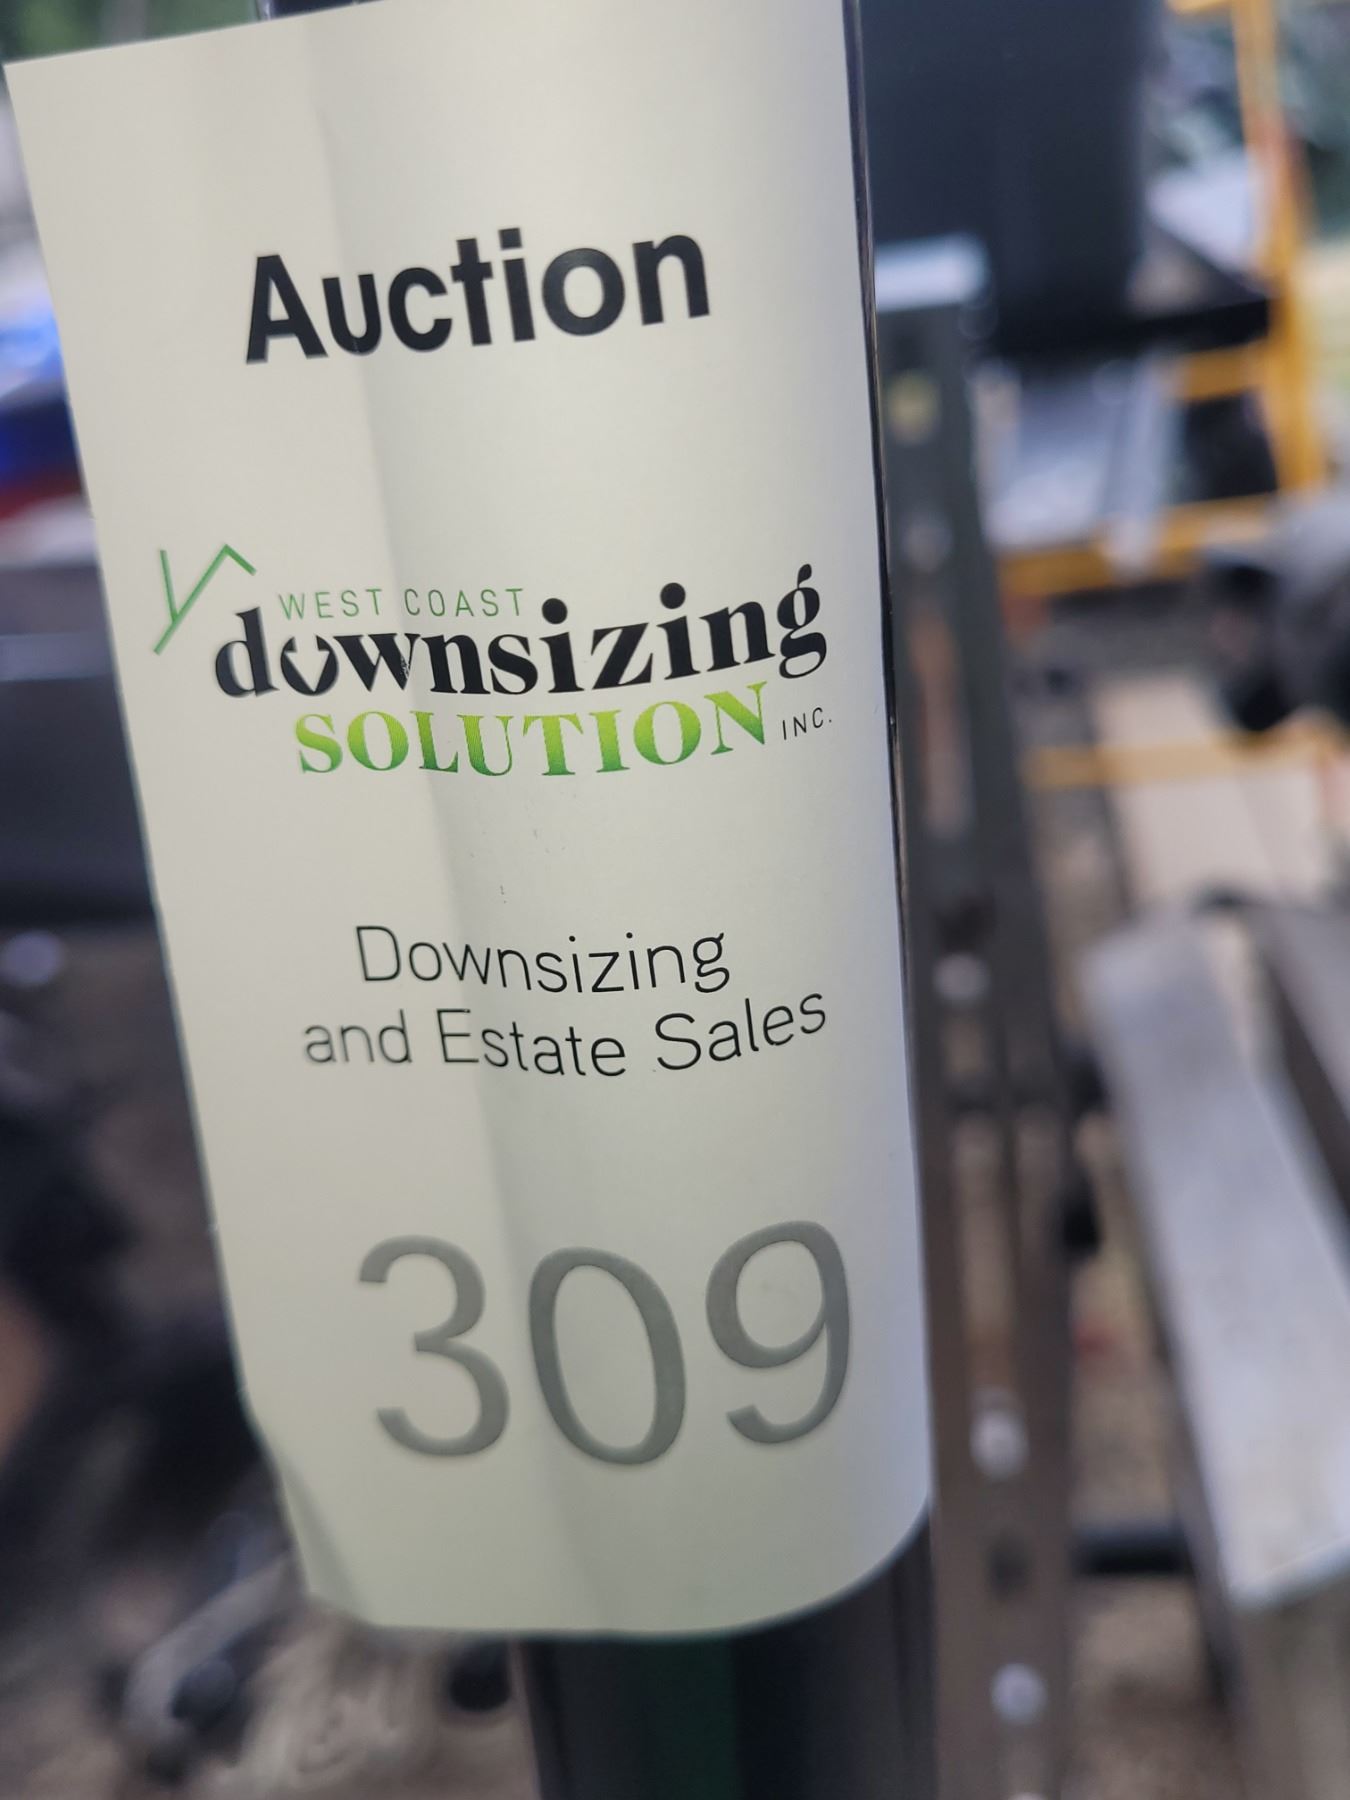 Auction
WEST COAST
downsizing
SOLUTION INC.
Downsizing
and Estate Sales
309